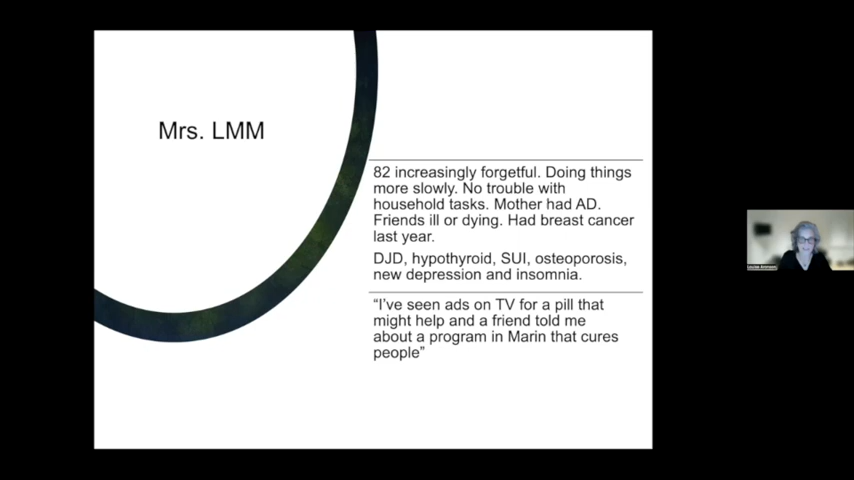 Mrs. LMM
82 increasingly forgetful. Doing things
more slowly. No trouble with
household tasks. Mother had AD.
Friends ill or dying. Had breast cancer
last year.
DJD, hypothyroid, SUI, osteoporosis,
new depression and insomnia.
“I’ve seen ads on TV for a pill that
might help and a friend told me
about a program in Marin that cures
people”
Louise Aronson